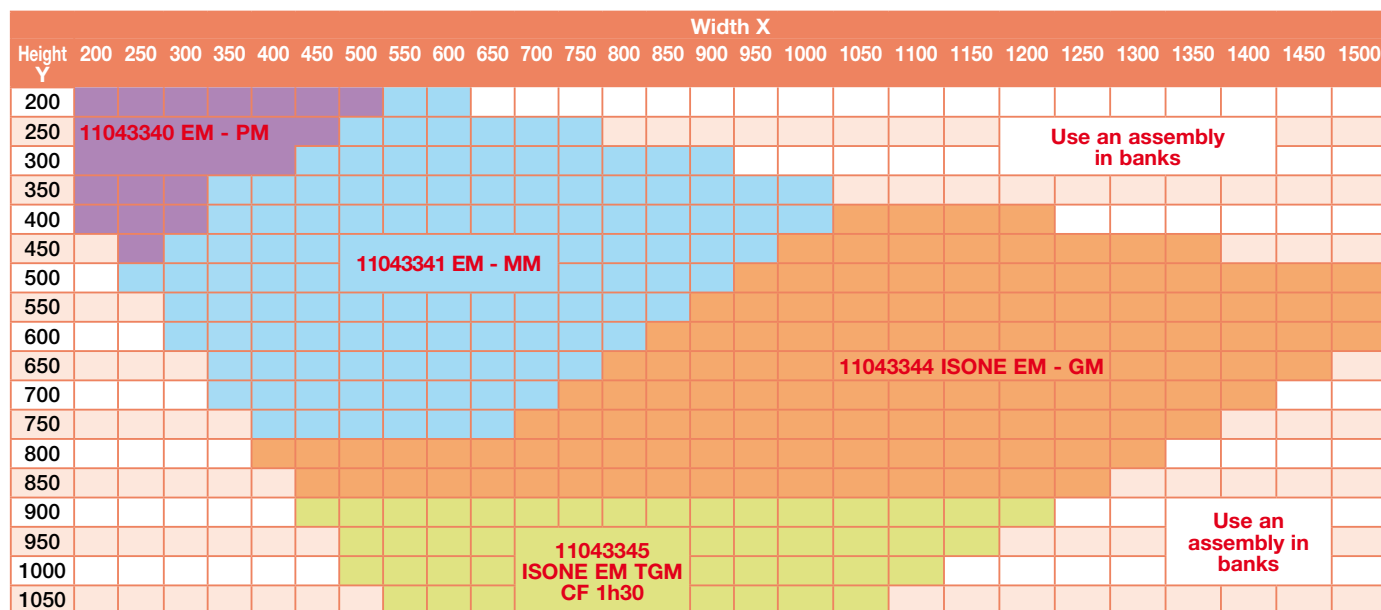 Width X
Height Y 200 250 300 350 400 450 500 550 600 650 700 750 800 850 900 950 1000 1050 1100 1150 1200 1250 1300 1350 1400 1450 1500
200
250 11043340 EM - PM Use an assembly
300 in banks
350
400
450
500 11043341 EM - MM
550
600
650 11043344 ISONE EM - GM
700
750
800
850
900 Use an
950 11043345 assembly in
1000 ISONE EM TGM banks
1050 CF 1h30